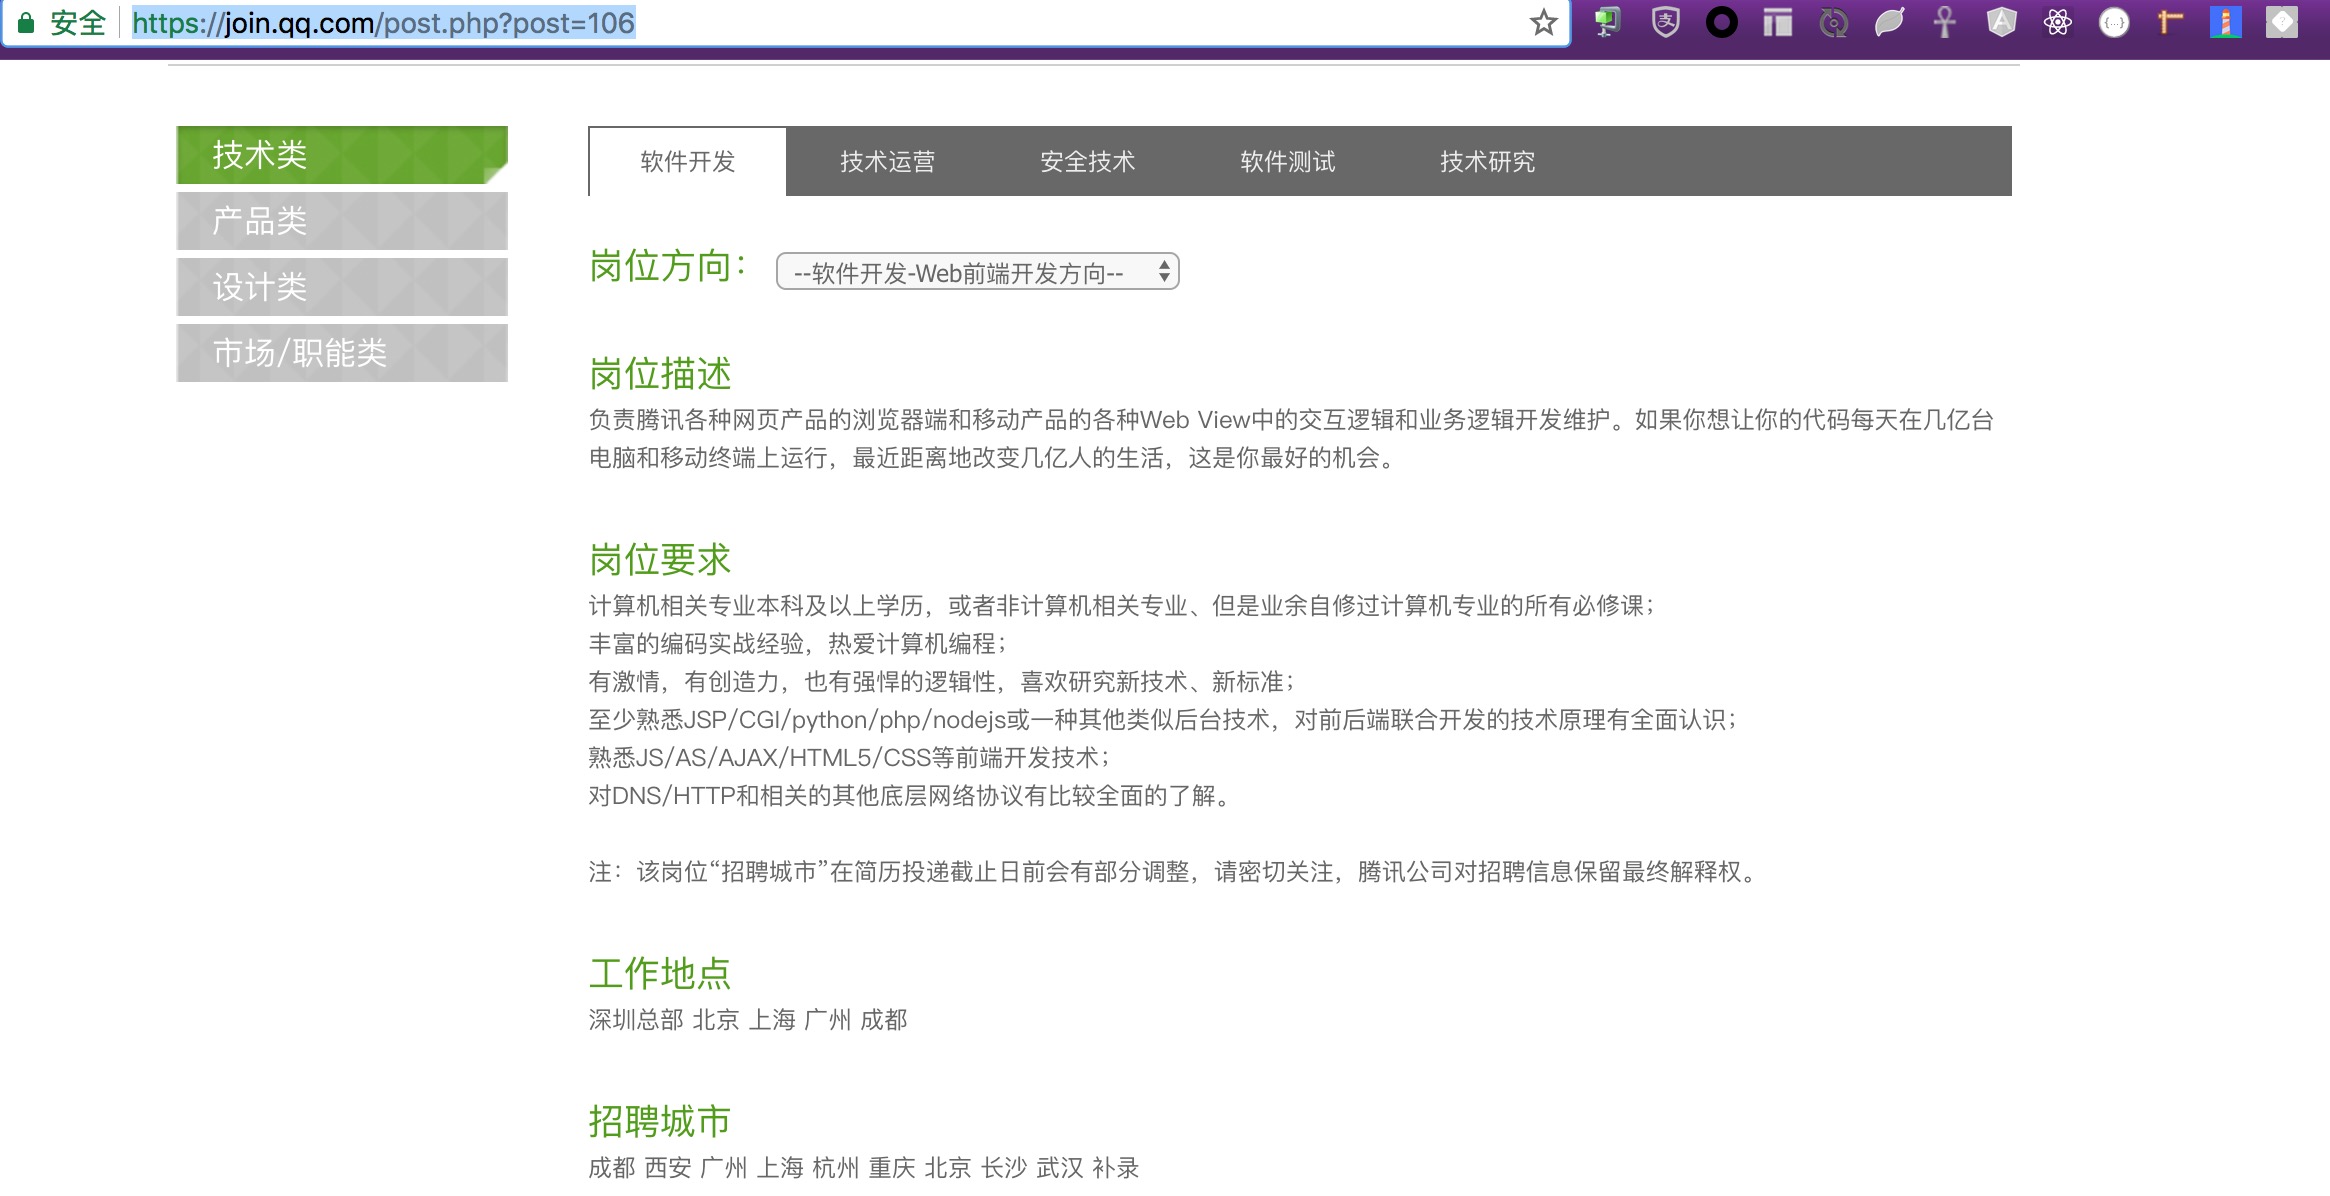 安全 https://join.qq.com/post.php?post=106
技术类
产品类
设计类
市场/职能类
软件开发 技术运营 安全技术 软件测试 技术研究
岗位方向： --软件开发-Web前端开发方向--
岗位描述
负责腾讯各种网页产品的浏览器端和移动产品的各种Web View中的交互逻辑和业务逻辑开发维护。如果你想让你的代码每天在几亿台
电脑和移动终端上运行，最近距离地改变几亿人的生活，这是你最好的机会。
岗位要求
计算机相关专业本科及以上学历，或者非计算机相关专业、但是业余自修过计算机专业的所有必修课；
丰富的编码实战经验，热爱计算机编程；
有激情，有创造力，也有强悍的逻辑性，喜欢研究新技术、新标准；
至少熟悉JSP/CGI/python/php/nodejs或一种其他类似后台技术，对前后端联合开发的技术原理有全面认识；
熟悉JS/AS/AJAX/HTML5/CSS等前端开发技术；
对DNS/HTTP和相关的其他底层网络协议有比较全面的了解。
注：该岗位“招聘城市”在简历投递截止日前会有部分调整，请密切关注，腾讯公司对招聘信息保留最终解释权。
工作地点
深圳总部 北京 上海 广州 成都
招聘城市
成都 西安 广州 上海 杭州 重庆 北京 长沙 武汉 补录